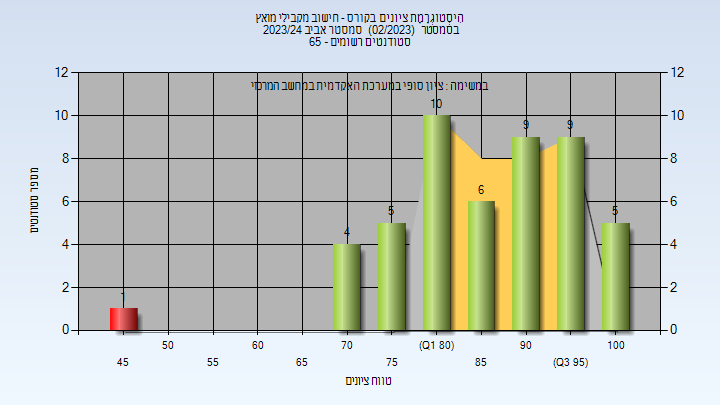 היסטוגרמת ציונים בקורס - חישוב מקבילי מואץ
בסמסטר (02/2023) סמסטר אביב 2023/24
סטודנטים רשומים - 65
במשימה : ציון סופי במערכת האקדמית במחשב המרכזי
מספר סטודנטים
12 12
10 10
8 8
6 6
4 4
2 2
0 0
1 4 5 10 6 9 9 5
50 60 70 (Q1 80) 90 100
45 55 65 75 85 (Q3 95)
טווח ציונים